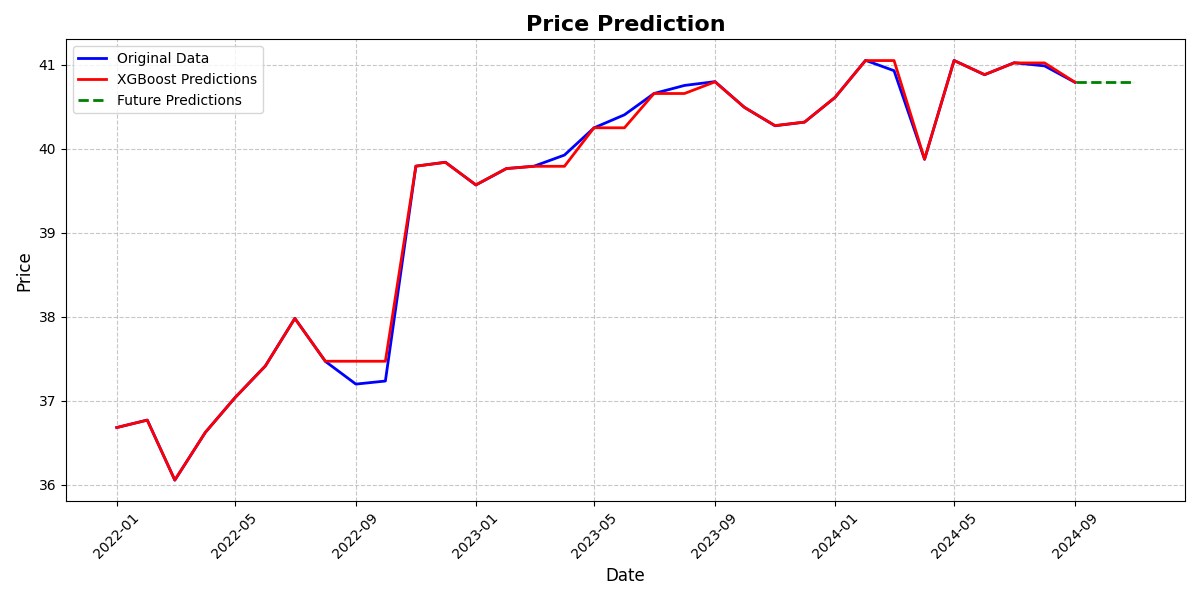 Price Prediction
Original Data
XGBoost Predictions
Future Predictions
41
40
39
38
37
36
Price
2022-01
2022-05
2022-09
2023-01
2023-05
2023-09
2024-01
2024-05
2024-09
Date